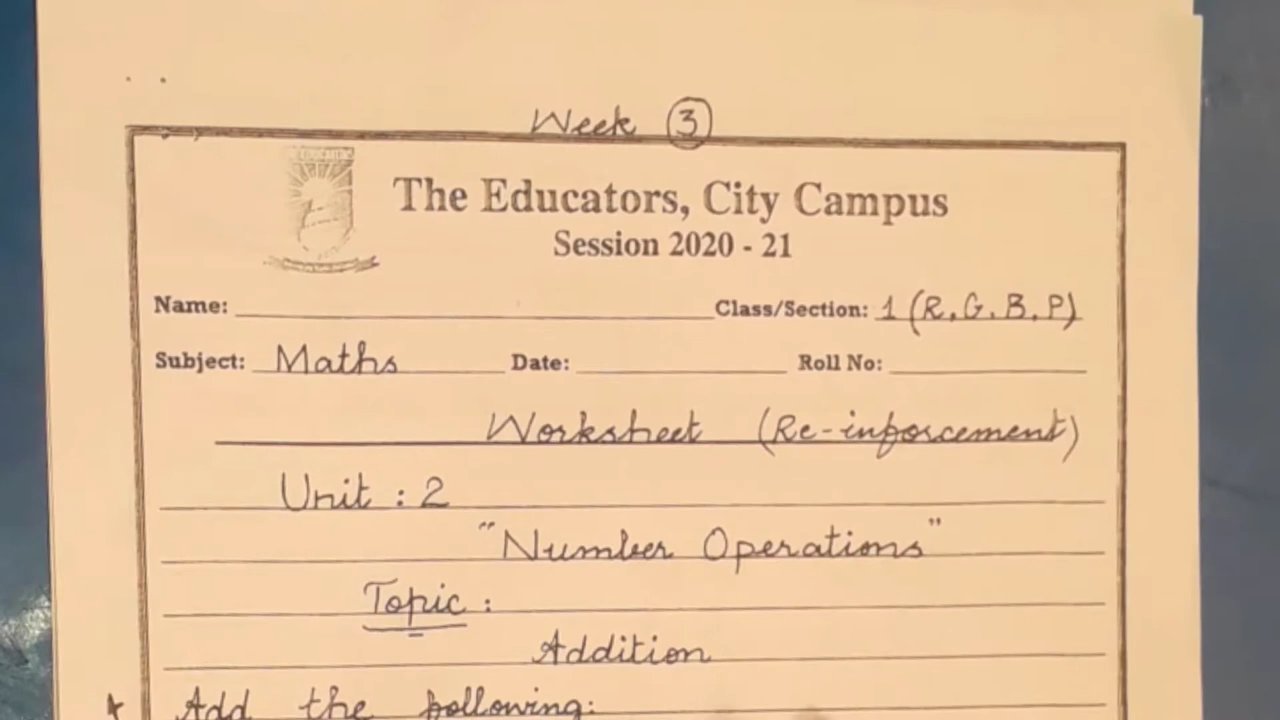 Week 3
The Educators, City Campus
Session 2020 - 21
Name: Class/Section: 1 (R.G.B.P)
Subject: Maths Date: Roll No:
Worksheet (Re-inforcement)
Unit : 2
"Number Operations"
Topic :
Addition
Add the following: